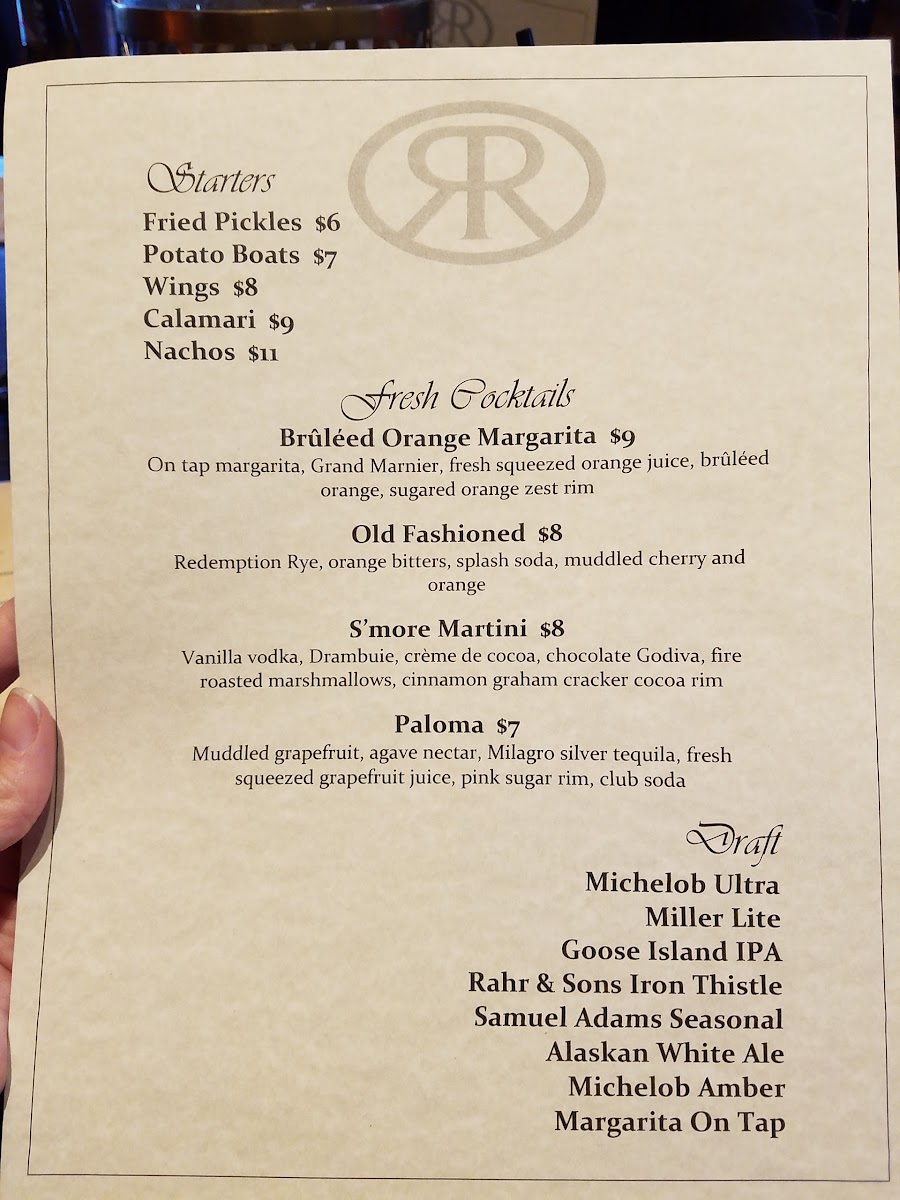 Starters
Fried Pickles $6
Potato Boats $7
Wings $8
Calamari $9
Nachos $11
Fresh Cocktails
Brûléed Orange Margarita $9
On tap margarita, Grand Marnier, fresh squeezed orange juice, brûléed
orange, sugared orange zest rim
Old Fashioned $8
Redemption Rye, orange bitters, splash soda, muddled cherry and
orange
S'more Martini $8
Vanilla vodka, Drambuie, crème de cocoa, chocolate Godiva, fire
roasted marshmallows, cinnamon graham cracker cocoa rim
Paloma $7
Muddled grapefruit, agave nectar, Milagro silver tequila, fresh
squeezed grapefruit juice, pink sugar rim, club soda
Draft
Michelob Ultra
Miller Lite
Goose Island IPA
Rahr & Sons Iron Thistle
Samuel Adams Seasonal
Alaskan White Ale
Michelob Amber
Margarita On Tap